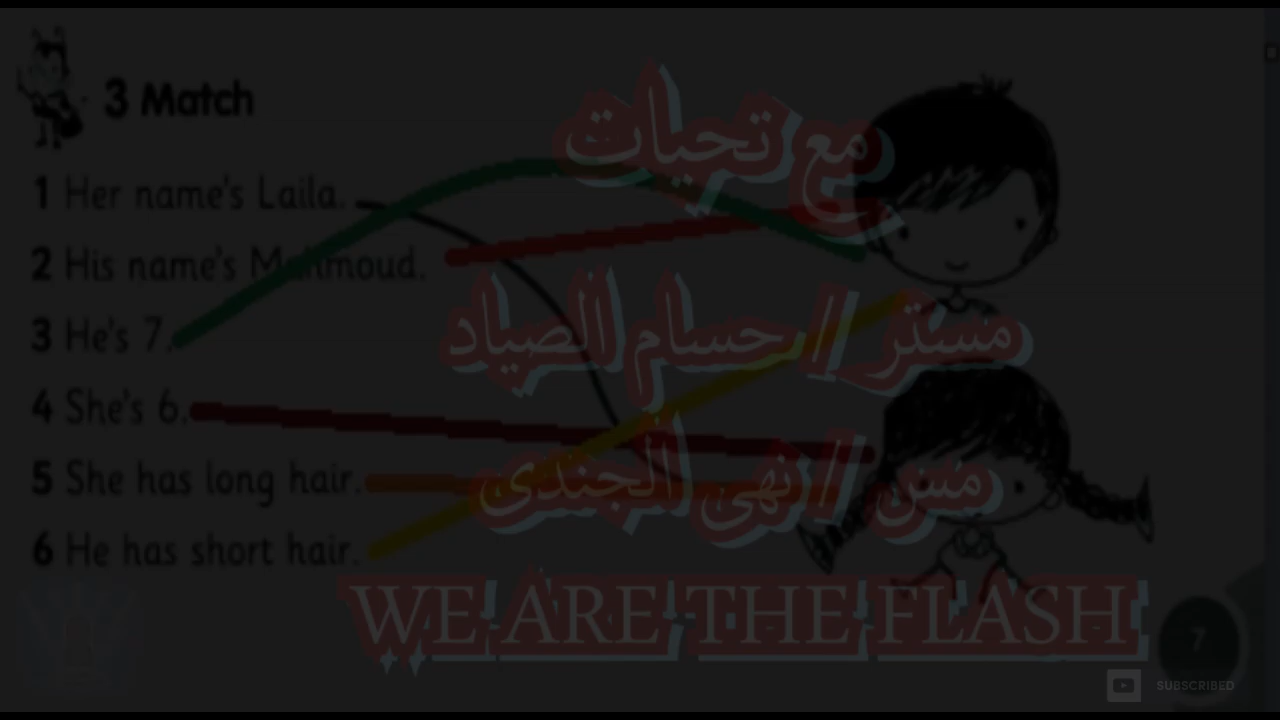 3 Match
1 Her name's Laila.
2 His name's Mahmoud.
3 He's 7.
4 She's 6.
5 She has long hair.
6 He has short hair.
مع تحيات
مستر / حسام الصياد
مس / نهى الجندى
WE ARE THE FLASH
7
SUBSCRIBED